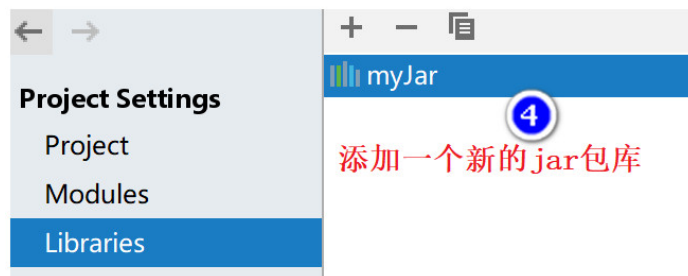 Project Settings
Project
Modules
Libraries
myJar
4
添加一个新的jar包库